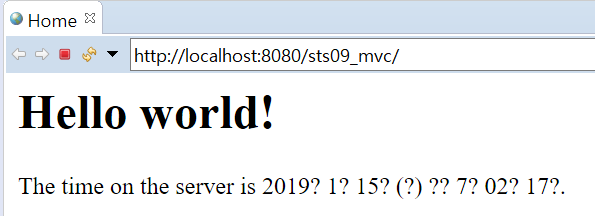 Home
http://localhost:8080/sts09_mvc/
Hello world!
The time on the server is 2019? 1? 15? (?) ?? 7? 02? 17?.